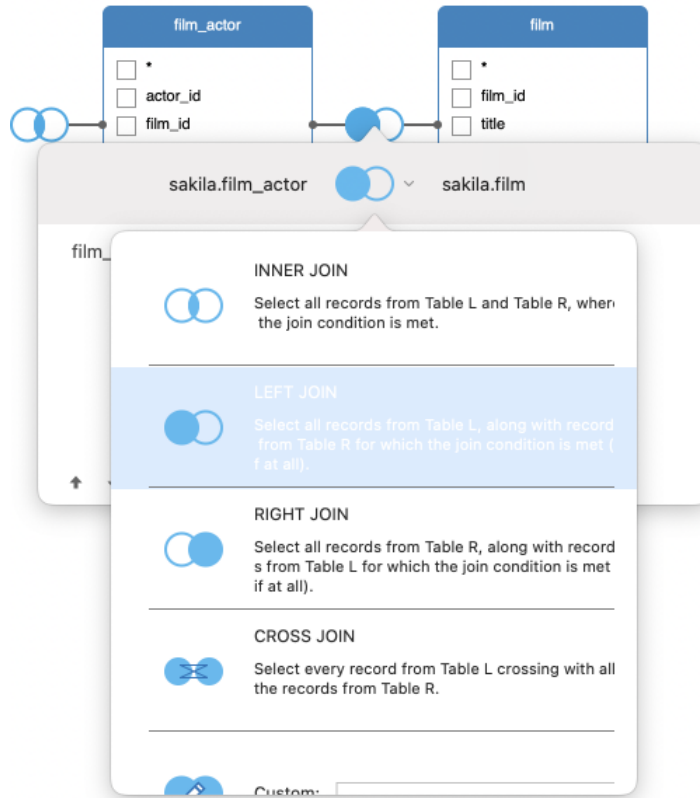 film_actor
film
*
*
actor_id
film_id
film_id
title
sakila.film_actor
sakila.film
film_
INNER JOIN
Select all records from Table L and Table R, where
the join condition is met.
LEFT JOIN
Select all records from Table L, along with record
from Table R for which the join condition is met (
f at all).
RIGHT JOIN
Select all records from Table R, along with record
s from Table L for which the join condition is met
if at all).
CROSS JOIN
Select every record from Table L crossing with all
the records from Table R.
Custom: